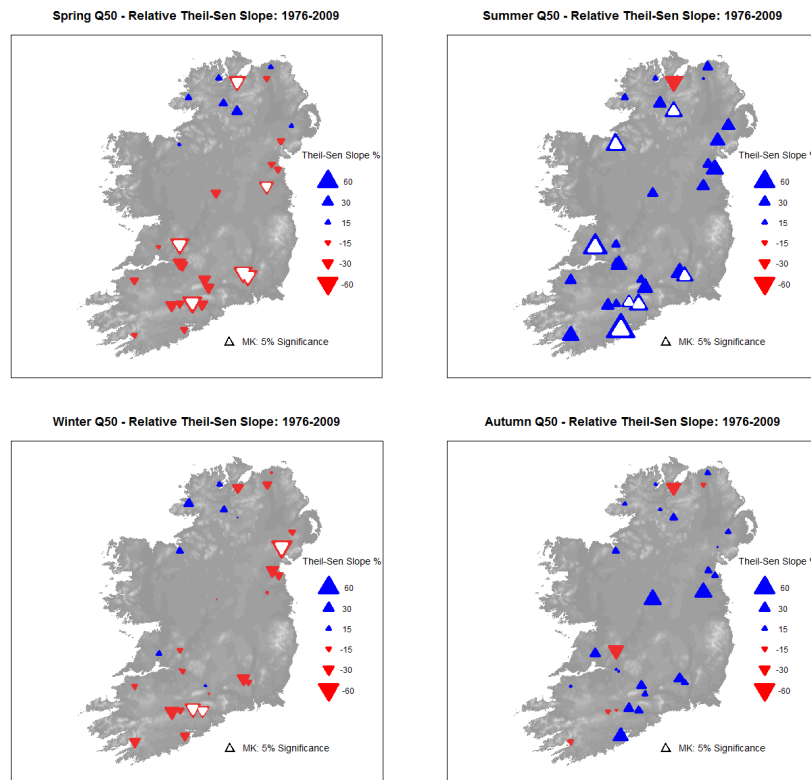 Spring Q50 - Relative Theil-Sen Slope: 1976-2009
Theil-Sen Slope %
60
30
15
-15
-30
-60
MK: 5% Significance
Summer Q50 - Relative Theil-Sen Slope: 1976-2009
Theil-Sen Slope %
60
30
15
-15
-30
-60
MK: 5% Significance
Winter Q50 - Relative Theil-Sen Slope: 1976-2009
Theil-Sen Slope %
60
30
15
-15
-30
-60
MK: 5% Significance
Autumn Q50 - Relative Theil-Sen Slope: 1976-2009
Theil-Sen Slope %
60
30
15
-15
-30
-60
MK: 5% Significance